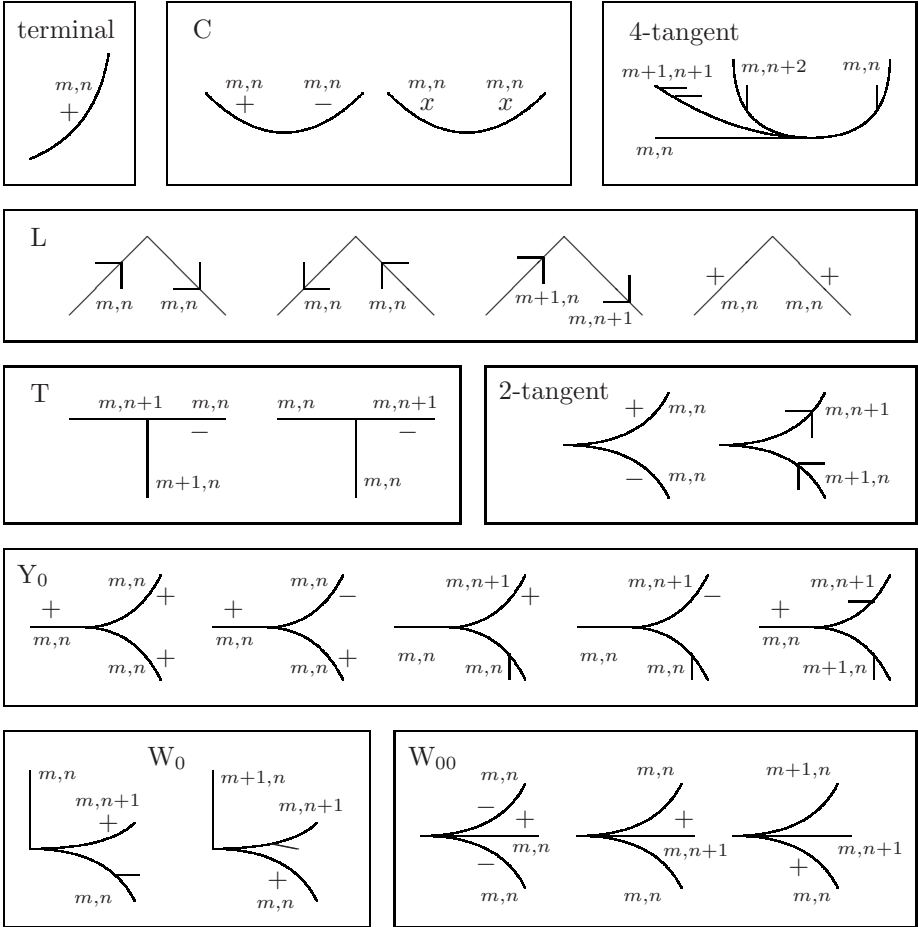 terminal
m,n
+
C
m,n m,n
+ −
m,n m,n
x x
4-tangent
m+1,n+1 m,n+2 m,n
m,n
L
m,n m,n
m,n m,n
m+1,n
m,n+1
+ +
m,n m,n
T
m,n+1 m,n
−
m+1,n
m,n m,n+1
−
m,n
2-tangent
+ m,n
− m,n
m,n+1
m+1,n
Y₀
m,n
+ +
m,n
m,n +
m,n
+ −
m,n
m,n +
m,n+1
+
m,n m,n
m,n+1
−
m,n m,n
m,n+1
+
m,n m+1,n
W₀
m,n
m,n+1
+
m,n
m+1,n
m,n+1
+
m,n
W₀₀
m,n
− +
m,n
−
m,n
m,n
+
m,n+1
m,n
m+1,n
m,n+1
+
m,n